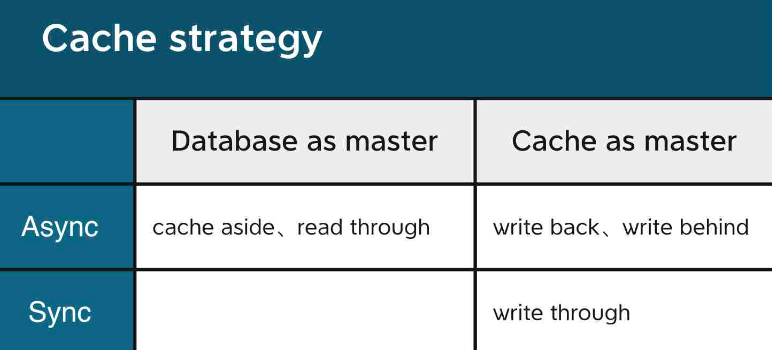 Cache strategy
Database as master
Cache as master
Async
cache aside、read through
write back、write behind
Sync
write through